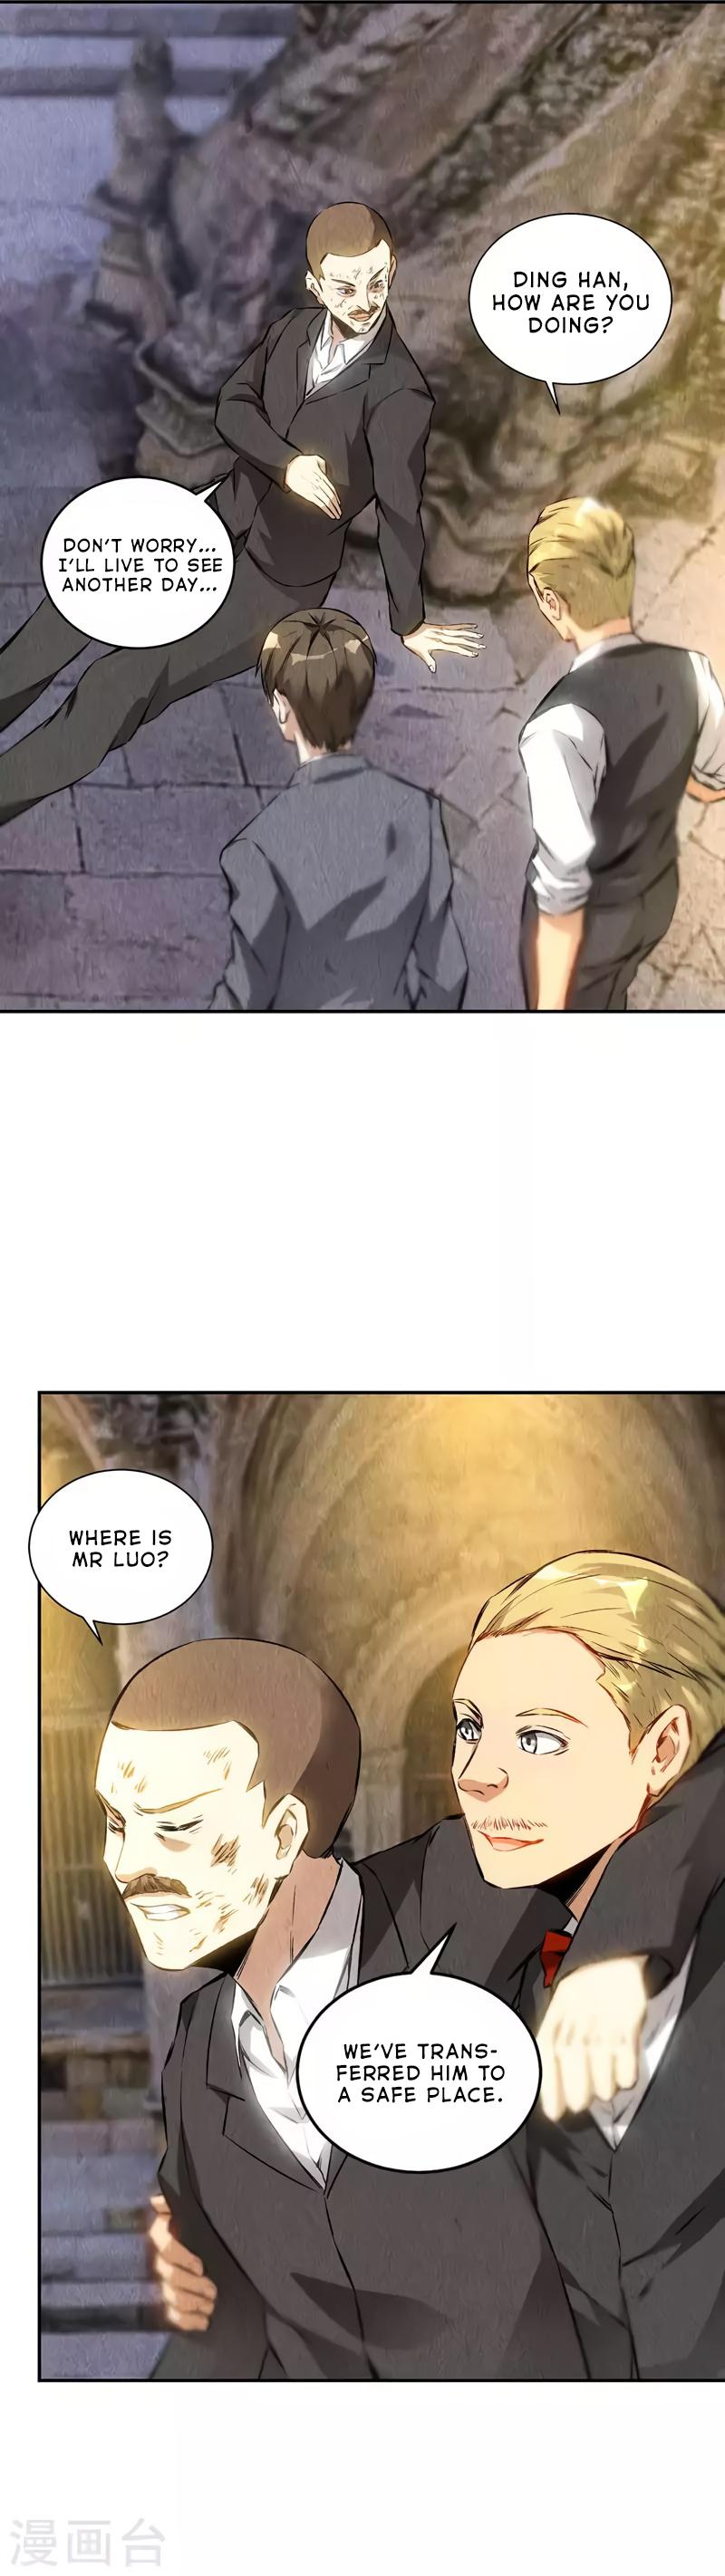 DING HAN,
HOW ARE YOU
DOING?
DON'T WORRY...
I'LL LIVE TO SEE
ANOTHER DAY...
WHERE IS
MR LUO?
WE'VE TRANS-
FERRED HIM TO
A SAFE PLACE.
漫画台